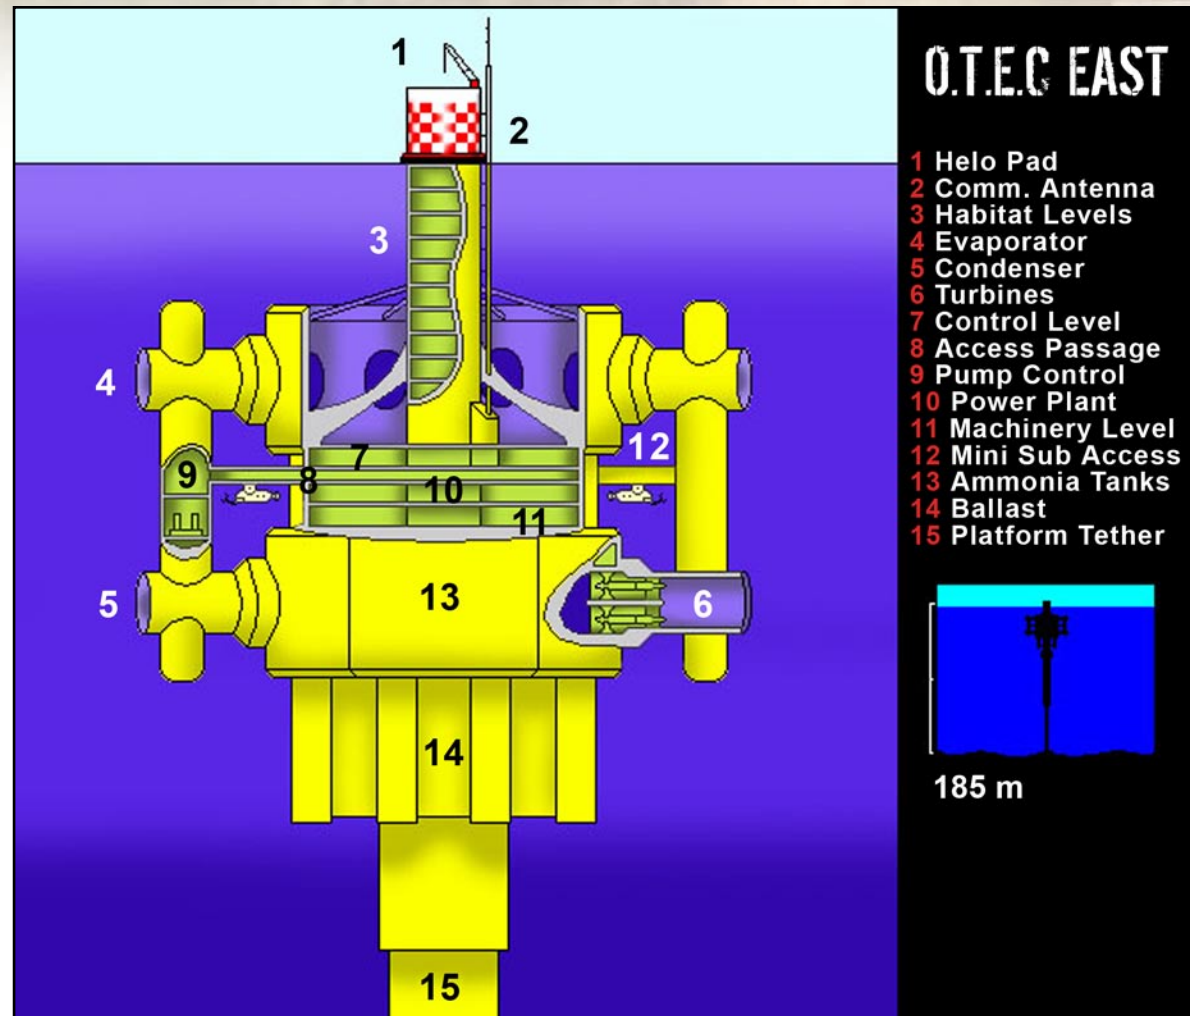 O.T.E.C EAST
1 Helo Pad
2 Comm. Antenna
3 Habitat Levels
4 Evaporator
5 Condenser
6 Turbines
7 Control Level
8 Access Passage
9 Pump Control
10 Power Plant
11 Machinery Level
12 Mini Sub Access
13 Ammonia Tanks
14 Ballast
15 Platform Tether
185 m
1
2
3
4
12
7
9
8
10
11
13
5
6
14
15